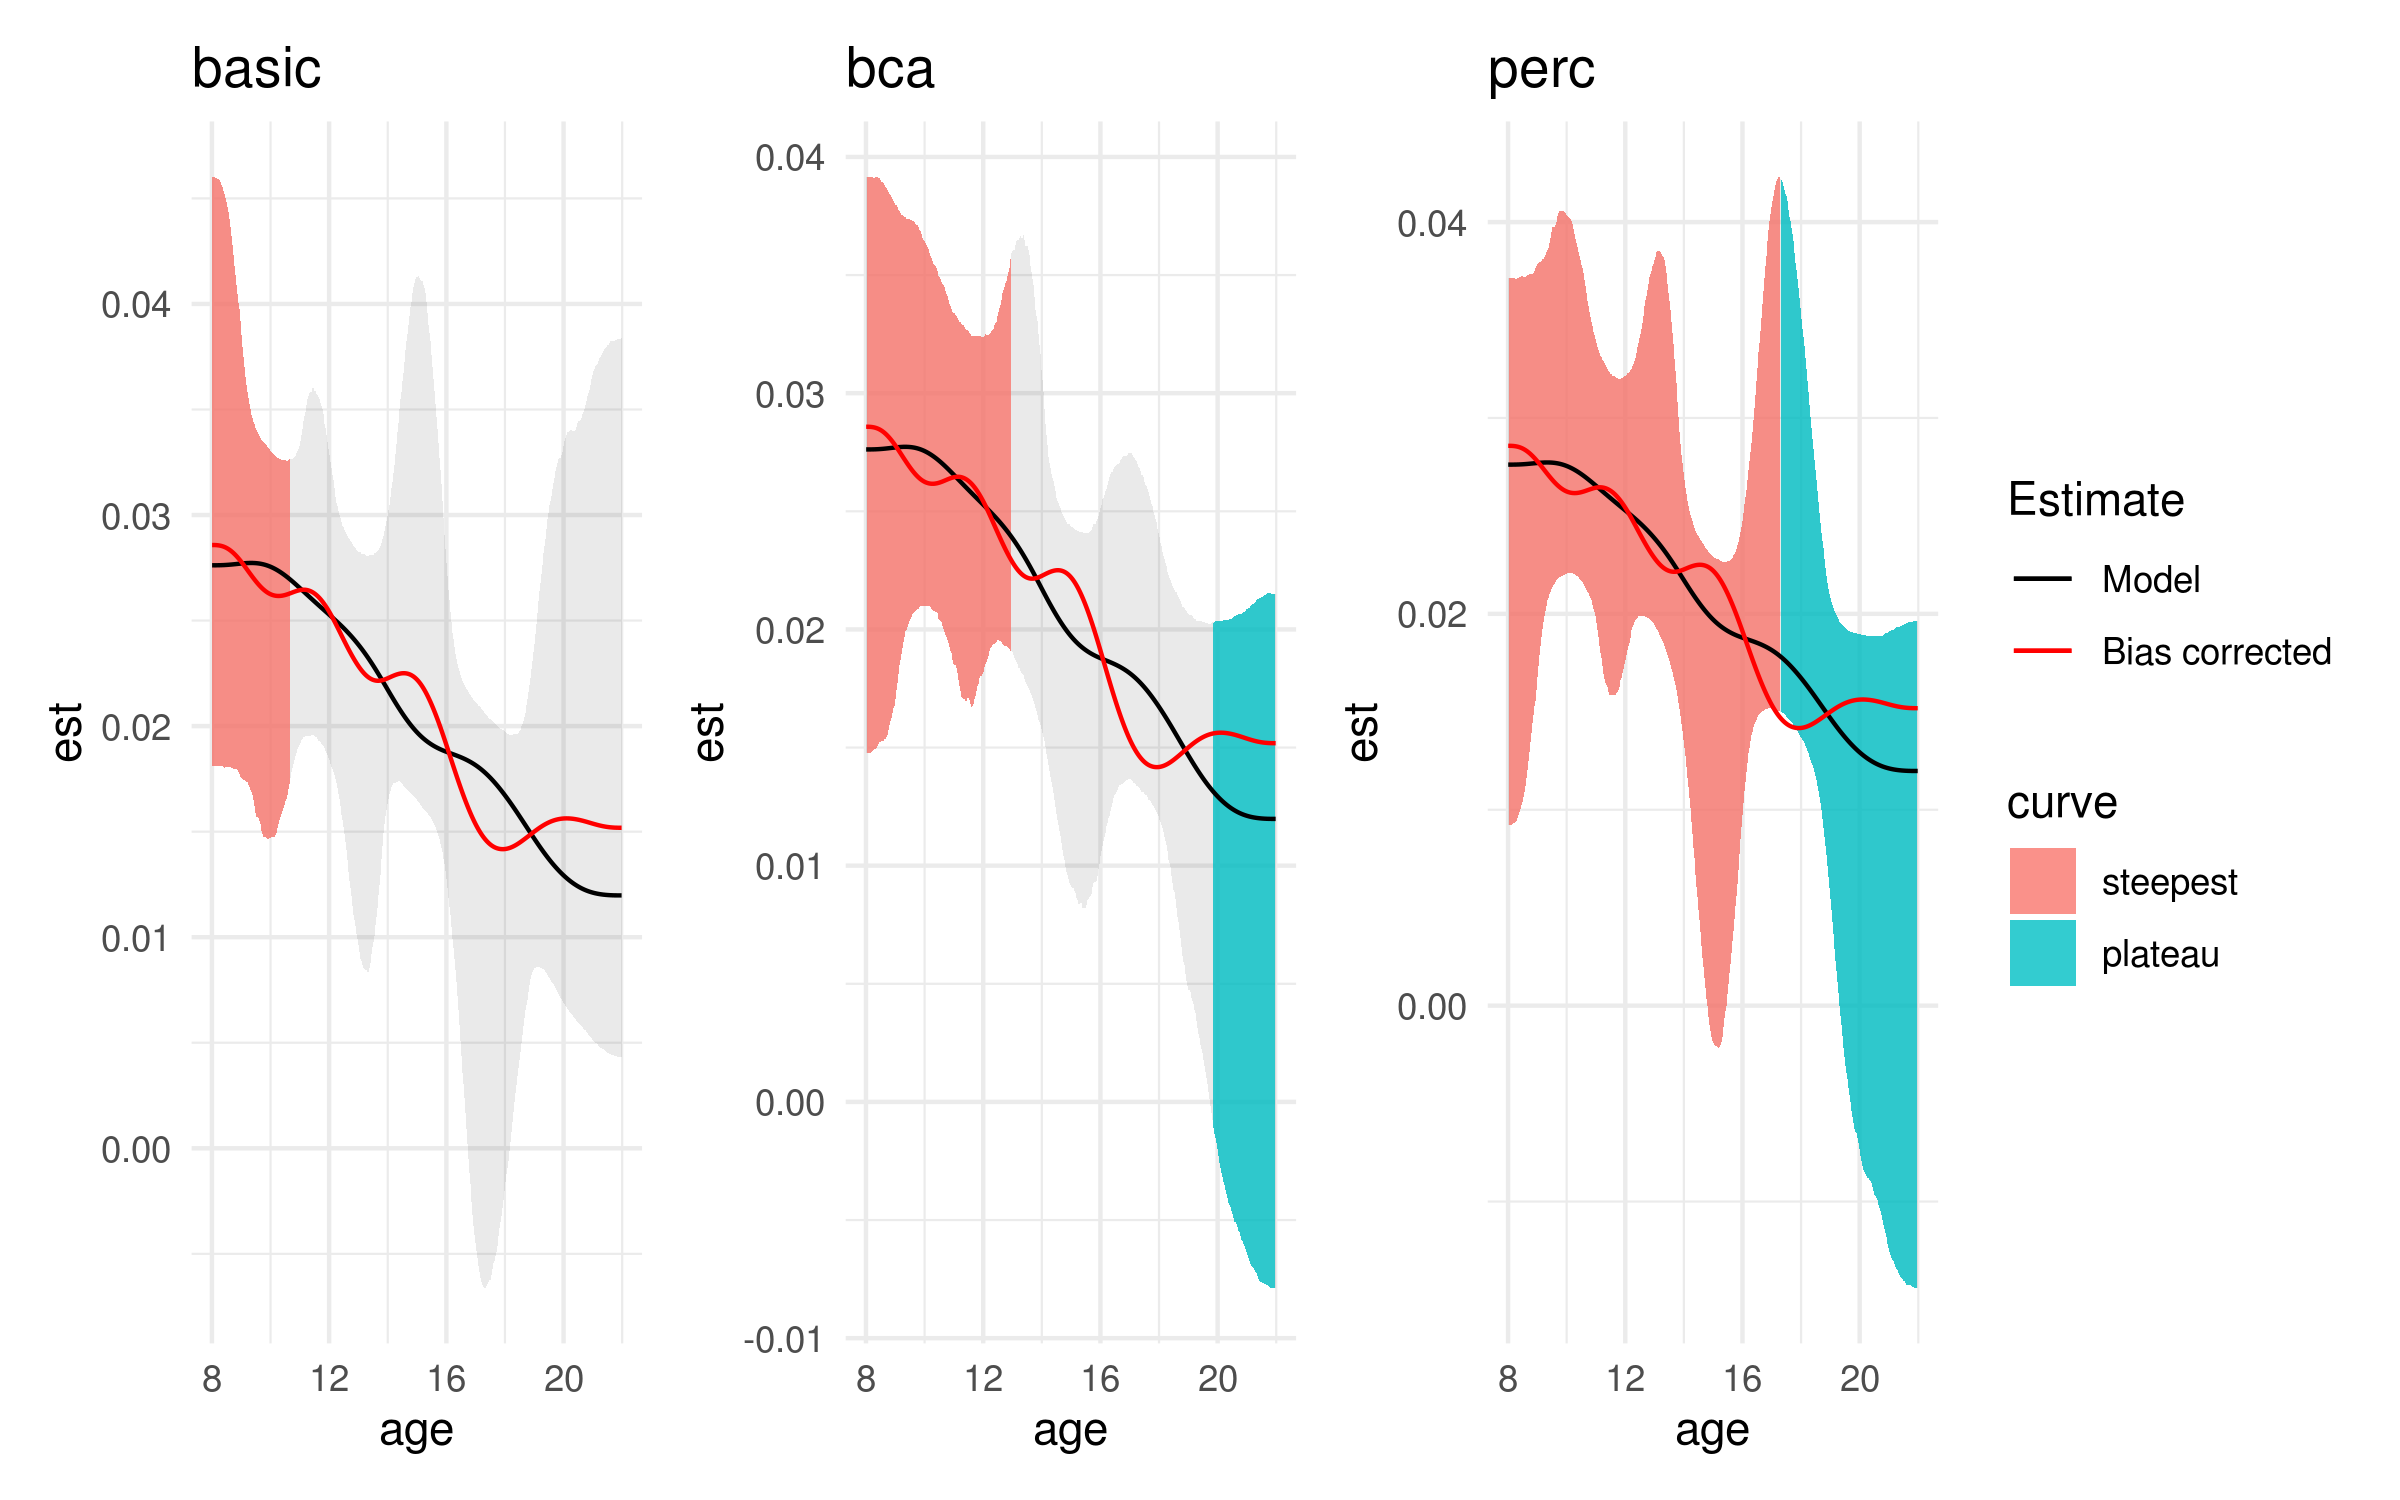 basic
bca
perc
0.04
0.03
0.02
0.01
0.00
est
8 12 16 20
age
0.04
0.03
0.02
0.01
0.00
-0.01
est
8 12 16 20
age
0.04
0.02
0.00
est
8 12 16 20
age
Estimate
Model
Bias corrected
curve
steepest
plateau